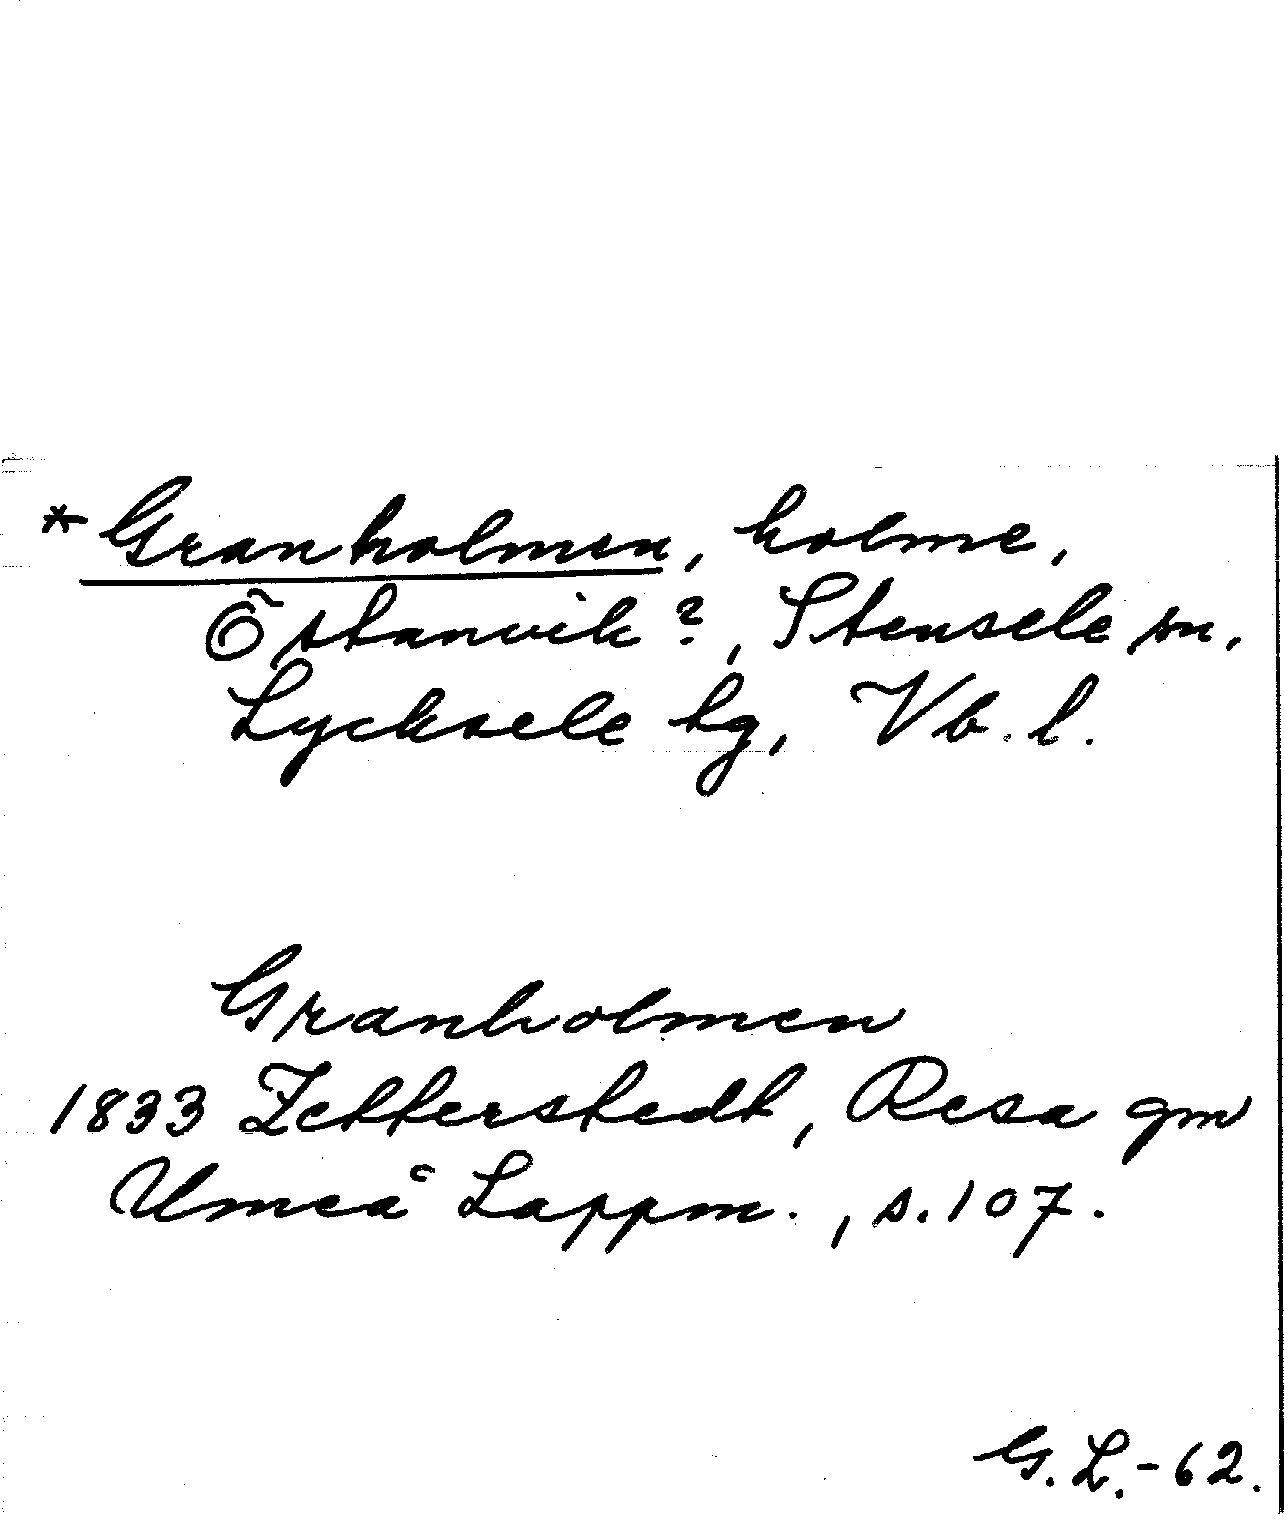 *Granholmen, holme,
Östanvik?, Stensele sn,
Lycksele lg, Vb. l.
Granholmen
1833 Zetterstedt, Resa gm
Umeå Lappm., s. 107.
G. L. - 62.